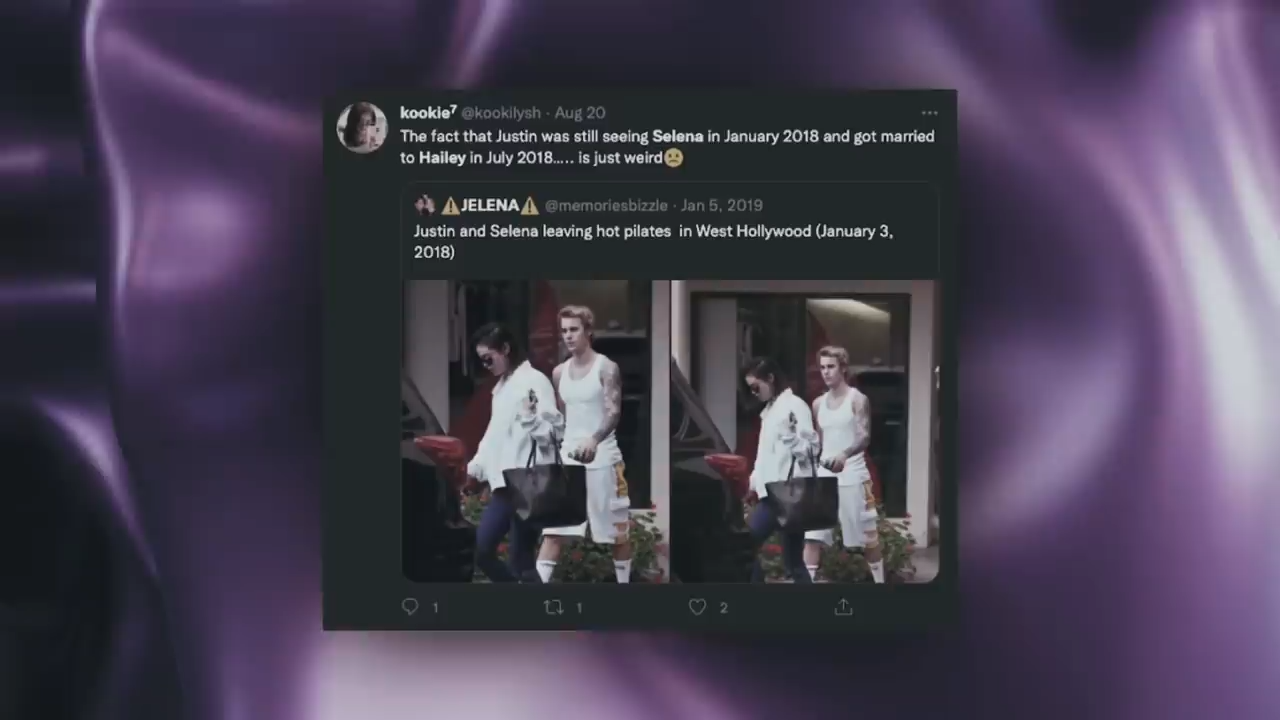 kookie⁷ @kookilysh · Aug 20
The fact that Justin was still seeing Selena in January 2018 and got married
to Hailey in July 2018..... is just weird😕
⚠️JELENA⚠️ @memoriesbizzle · Jan 5, 2019
Justin and Selena leaving hot pilates in West Hollywood (January 3,
2018)
1 1 2